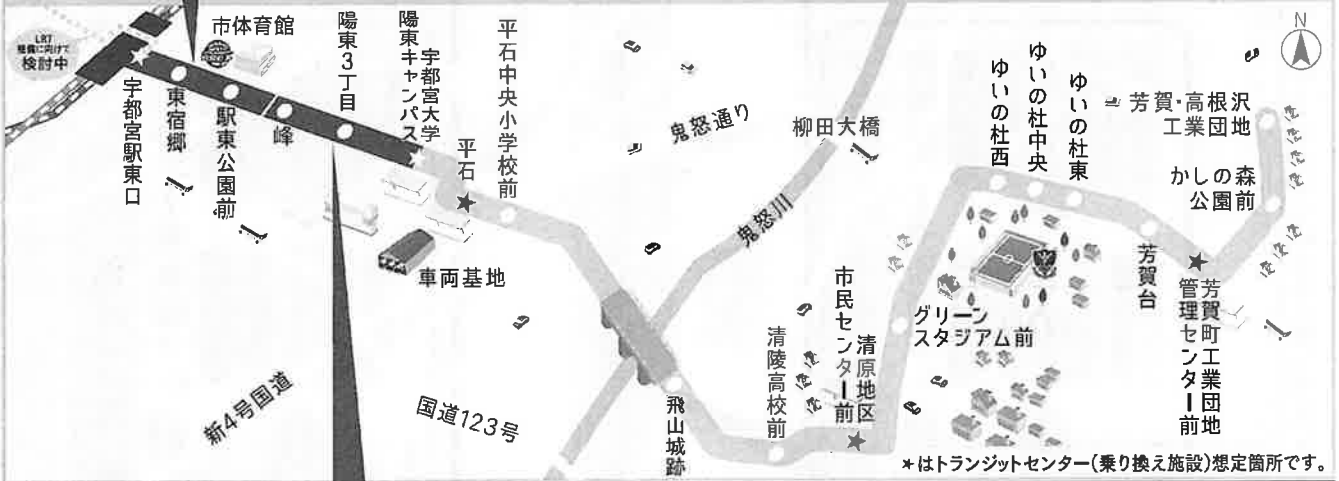 LRT
整備に向けて
検討中
市体育館
宇都宮駅東口
東宿郷
駅東公園前
峰
陽東3丁目
宇都宮大学
陽東キャンパス
平石
平石中央小学校前
車両基地
新4号国道
国道123号
鬼怒通り
柳田大橋
鬼怒川
飛山城跡
清陵高校前
清原地区
市民センター前
グリーン
スタジアム前
ゆいの杜西
ゆいの杜中央
ゆいの杜東
芳賀台
芳賀町工業団地
管理センター前
かしの森
公園前
芳賀・高根沢
工業団地
N
★はトランジットセンター(乗り換え施設)想定箇所です。